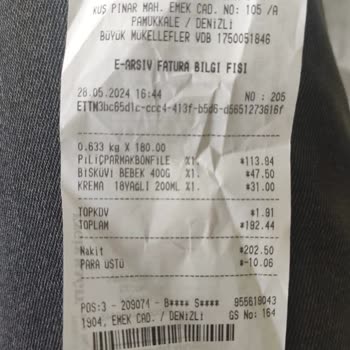 KUŞ PINAR MAH. EMEK CAD. NO: 105 /A
PAMUKKALE / DENİZLİ
BÜYÜK MÜKELLEFLER VDB 1750051846
E-ARŞİV FATURA BİLGİ FİŞİ
28.05.2024 16:44 NO : 205
ETTN3bc65d1c-ccc4-413f-b5d6-d5651273616f
0.633 kg X 180.00
PİLİÇPARMAKBONFİLE %1. *113.94
BİSKÜVİ BEBEK 400G %1. *47.50
KREMA 18YAĞLI 200ML %1. *31.00
TOPKDV *1.91
TOPLAM *192.44
Nakit *202.50
PARA ÜSTÜ *-10.06
POS:3 - 209074 - B**** S**** 955619043
1904. EMEK CAD. / DENİZLİ GS No: 164